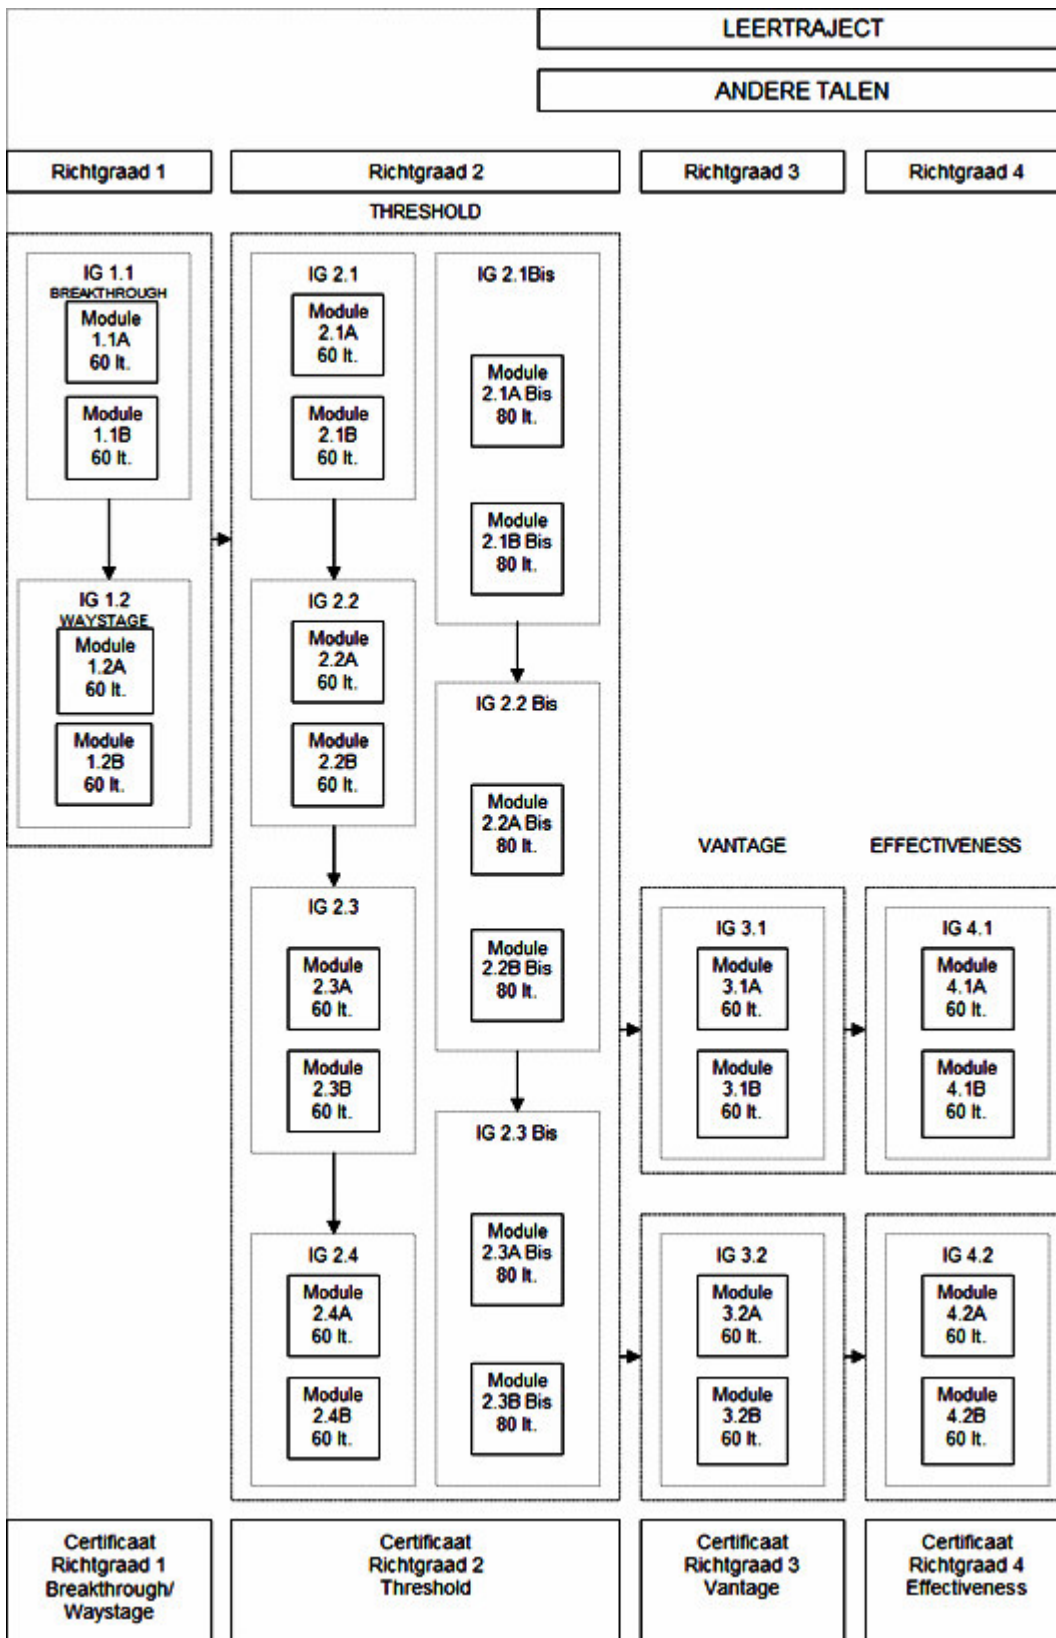 LEERTRAJECT
ANDERE TALEN
Richtgraad 1
Richtgraad 2
Richtgraad 3
Richtgraad 4
THRESHOLD
IG 1.1
BREAKTHROUGH
Module
1.1A
60 lt.
Module
1.1B
60 lt.
IG 1.2
WAYSTAGE
Module
1.2A
60 lt.
Module
1.2B
60 lt.
IG 2.1
Module
2.1A
60 lt.
Module
2.1B
60 lt.
IG 2.2
Module
2.2A
60 lt.
Module
2.2B
60 lt.
IG 2.3
Module
2.3A
60 lt.
Module
2.3B
60 lt.
IG 2.4
Module
2.4A
60 lt.
Module
2.4B
60 lt.
IG 2.1Bis
Module
2.1A Bis
80 lt.
Module
2.1B Bis
80 lt.
IG 2.2 Bis
Module
2.2A Bis
80 lt.
Module
2.2B Bis
80 lt.
IG 2.3 Bis
Module
2.3A Bis
80 lt.
Module
2.3B Bis
80 lt.
VANTAGE
IG 3.1
Module
3.1A
60 lt.
Module
3.1B
60 lt.
IG 3.2
Module
3.2A
60 lt.
Module
3.2B
60 lt.
EFFECTIVENESS
IG 4.1
Module
4.1A
60 lt.
Module
4.1B
60 lt.
IG 4.2
Module
4.2A
60 lt.
Module
4.2B
60 lt.
Certificaat
Richtgraad 1
Breakthrough/
Waystage
Certificaat
Richtgraad 2
Threshold
Certificaat
Richtgraad 3
Vantage
Certificaat
Richtgraad 4
Effectiveness